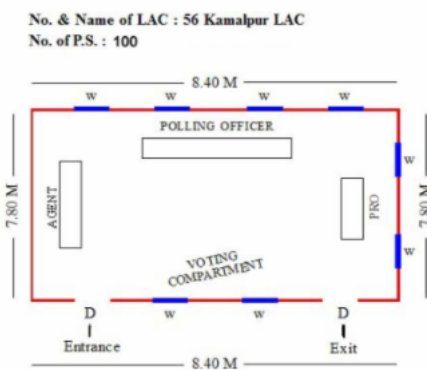 No. & Name of LAC : 56 Kamalpur LAC
No. of P.S. : 100
8.40 M
W W W W
POLLING OFFICER
7.80 M
AGENT
PRO
W
7.80 M
W
VOTING
COMPARTMENT
D W W D
Entrance Exit
8.40 M